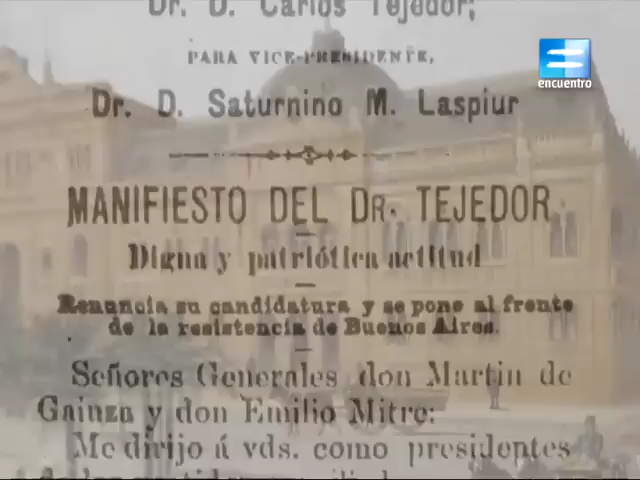 Dr. D. Carlos Tejedor;
PARA VICE-PRESIDENTE,
encuentro
Dr. D. Saturnino M. Laspiur
MANIFIESTO DEL DR. TEJEDOR
Digna y patriótica actitud
Renuncia su candidatura y se pone al frente
de la resistencia de Buenos Aires.
Señores Generales don Martin de
Gainza y don Emilio Mitre:
Me dirijo á vds. como presidentes